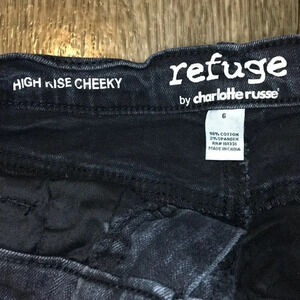 HIGH RISE CHEEKY
refuge
by charlotte russe
6
98% COTTON
2% SPANDEX
MADE IN CHINA